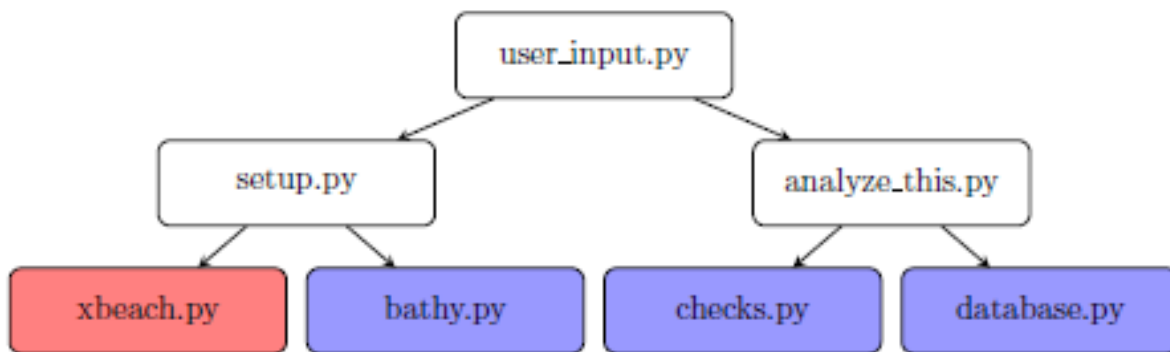 user_input.py
setup.py
analyze_this.py
xbeach.py
bathy.py
checks.py
database.py